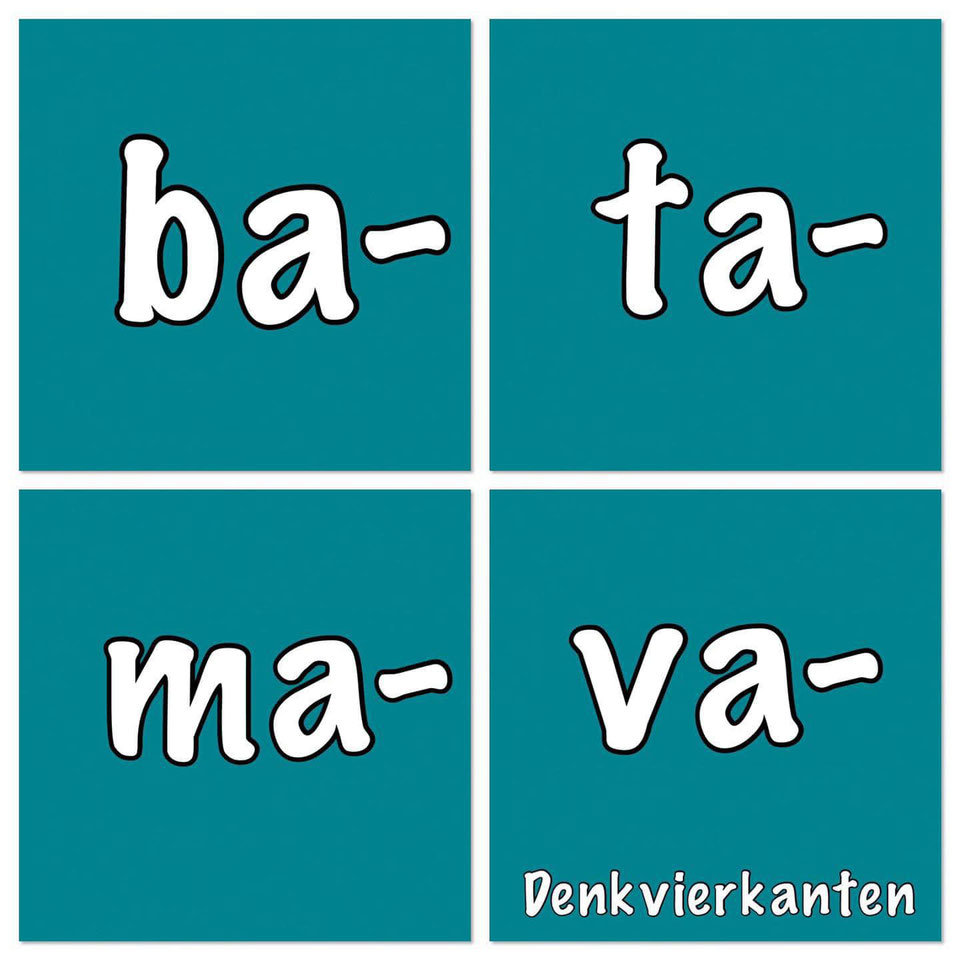 ba-
ta-
ma-
va-
Denkvierkanten